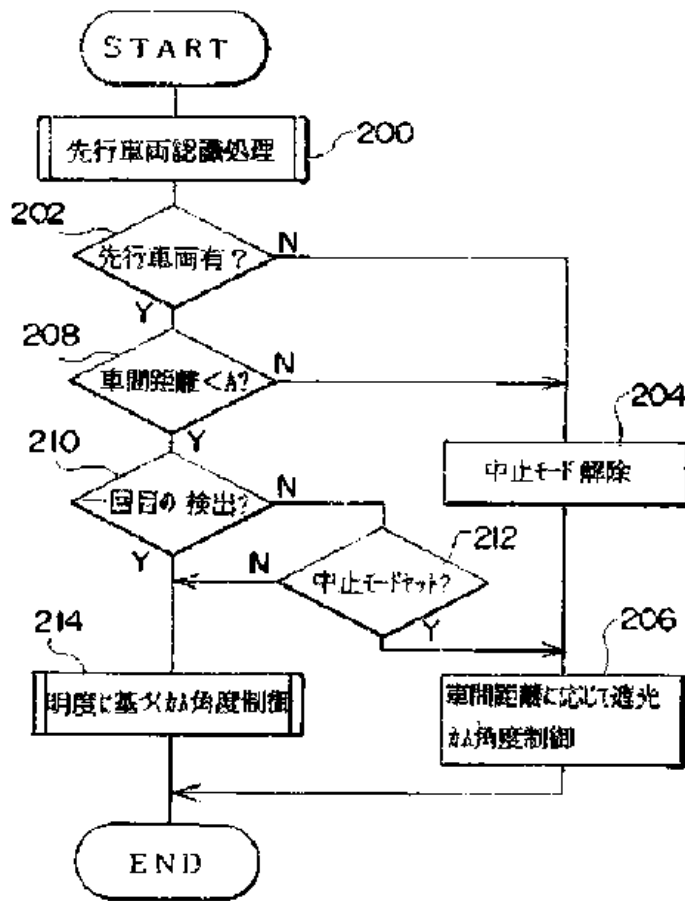 START
先行車両認識処理
200
202
先行車両有?
N
Y
208
車間距離<A?
N
204
Y
中止モード解除
210
一回目の検出?
N
212
Y
N
中止モードセット?
Y
206
214
明度に基づくカム角度制御
車間距離に応じて遮光
カム角度制御
END